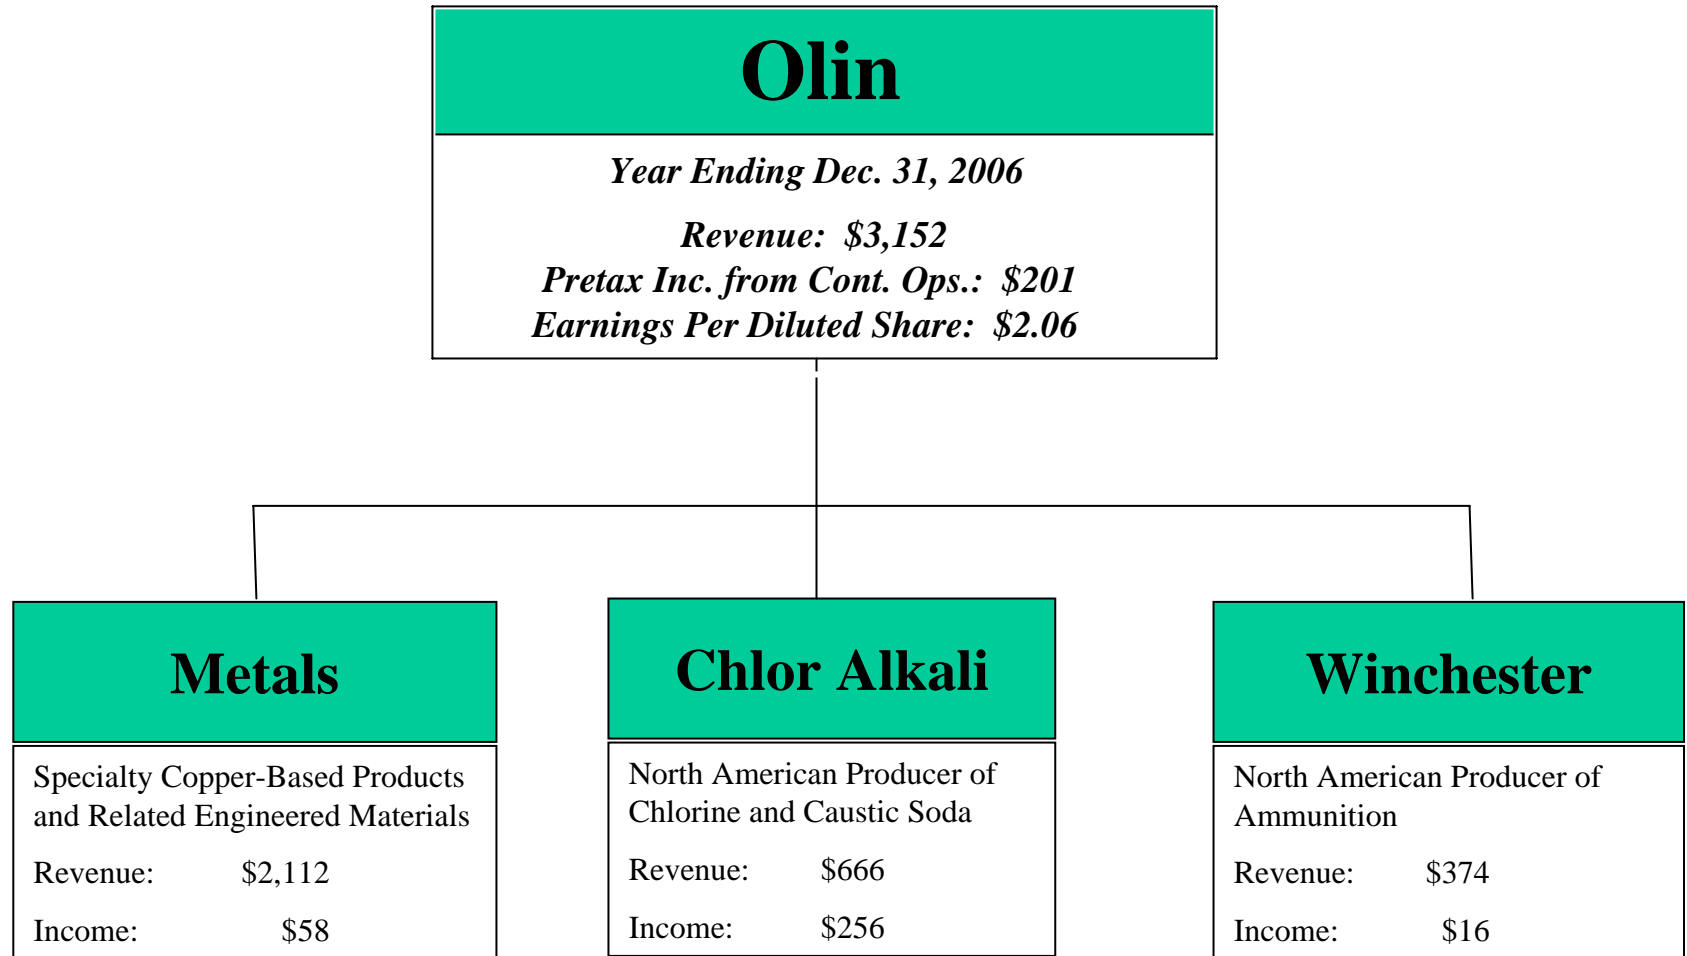 Olin
Year Ending Dec. 31, 2006
Revenue: $3,152
Pretax Inc. from Cont. Ops.: $201
Earnings Per Diluted Share: $2.06
Metals
Specialty Copper-Based Products
and Related Engineered Materials
Revenue: $2,112
Income: $58
Chlor Alkali
North American Producer of
Chlorine and Caustic Soda
Revenue: $666
Income: $256
Winchester
North American Producer of
Ammunition
Revenue: $374
Income: $16